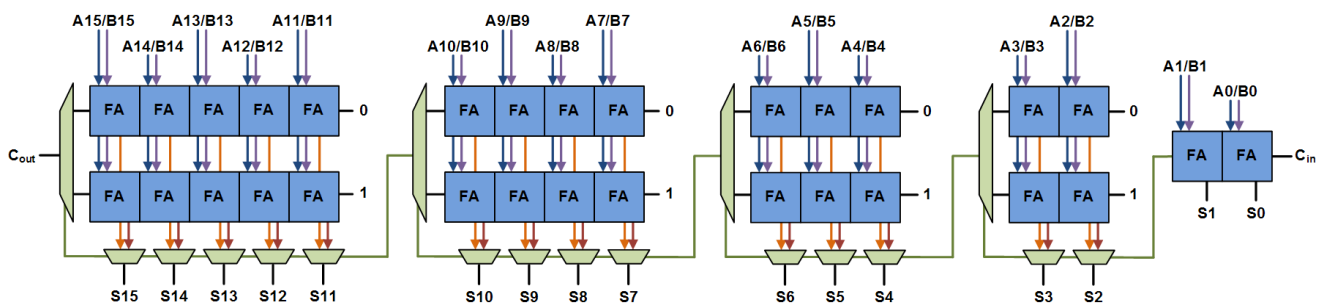 A15/B15 A13/B13 A11/B11 A9/B9 A7/B7 A5/B5 A2/B2
A14/B14 A12/B12 A10/B10 A8/B8 A6/B6 A4/B4 A3/B3
A1/B1
A0/B0
FA FA FA FA FA 0 FA FA FA FA 0 FA FA FA 0 FA FA 0
Cout FA FA Cin
FA FA FA FA FA 1 FA FA FA FA 1 FA FA FA 1 FA FA 1
S1 S0
S15 S14 S13 S12 S11 S10 S9 S8 S7 S6 S5 S4 S3 S2